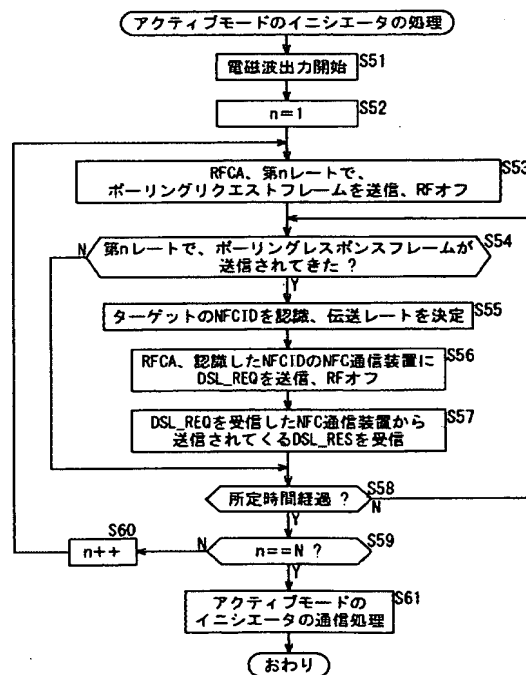 アクティブモードのイニシエータの処理
電磁波出力開始
S51
n=1
S52
RFCA、第nレートで、
ポーリングリクエストフレームを送信、RFオフ
S53
第nレートで、ポーリングレスポンスフレームが
送信されてきた ?
S54
N
Y
ターゲットのNFCIDを認識、伝送レートを決定
S55
RFCA、認識したNFCIDのNFC通信装置に
DSL_REQを送信、RFオフ
S56
DSL_REQを受信したNFC通信装置から
送信されてくるDSL_RESを受信
S57
所定時間経過 ?
S58
N
Y
n==N ?
S59
N
Y
n++
S60
アクティブモードの
イニシエータの通信処理
S61
おわり